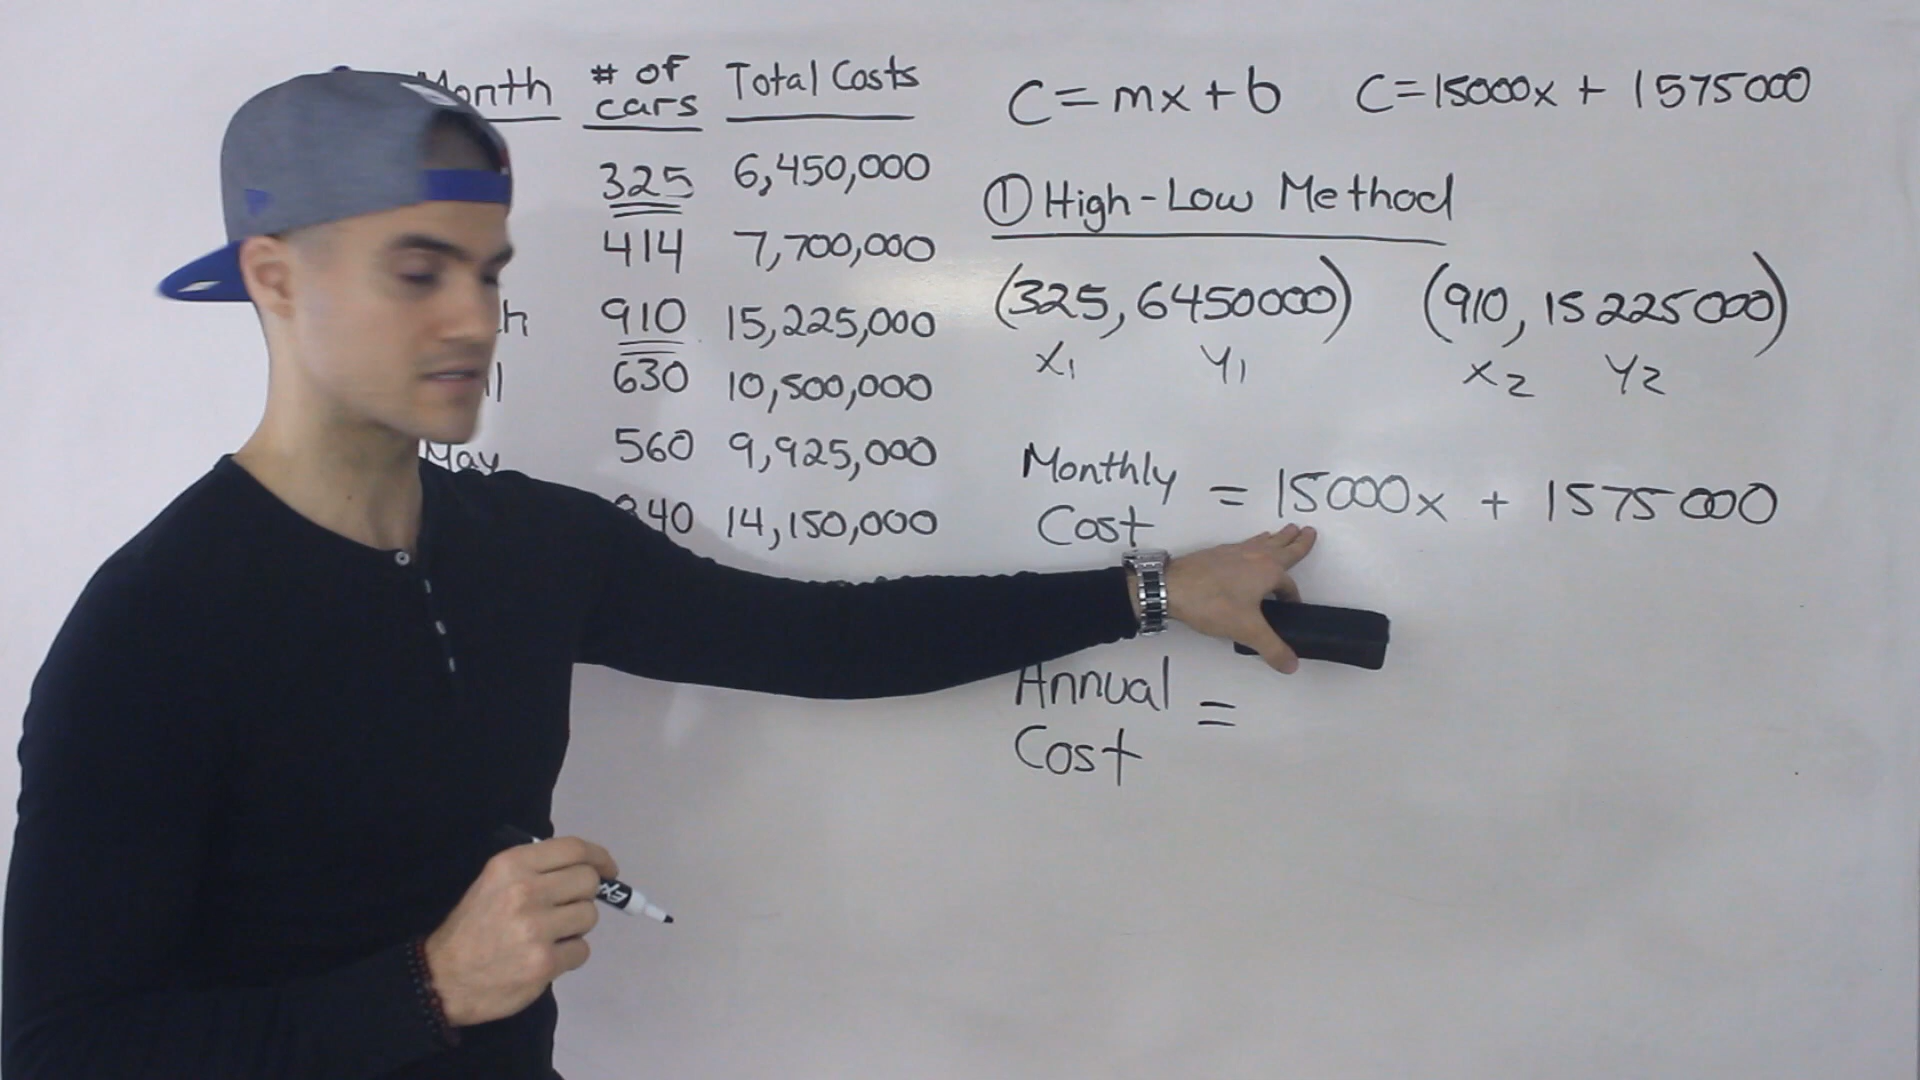 Month # of cars Total Costs
325 6,450,000
414 7,700,000
910 15,225,000
630 10,500,000
May 560 9,925,000
14,150,000
C=mx+b C=15000x + 1575000
① High-Low Method
(325, 6450000) (910, 15225000)
x₁ y₁ x₂ y₂
Monthly Cost = 15000x + 1575000
Annual Cost =